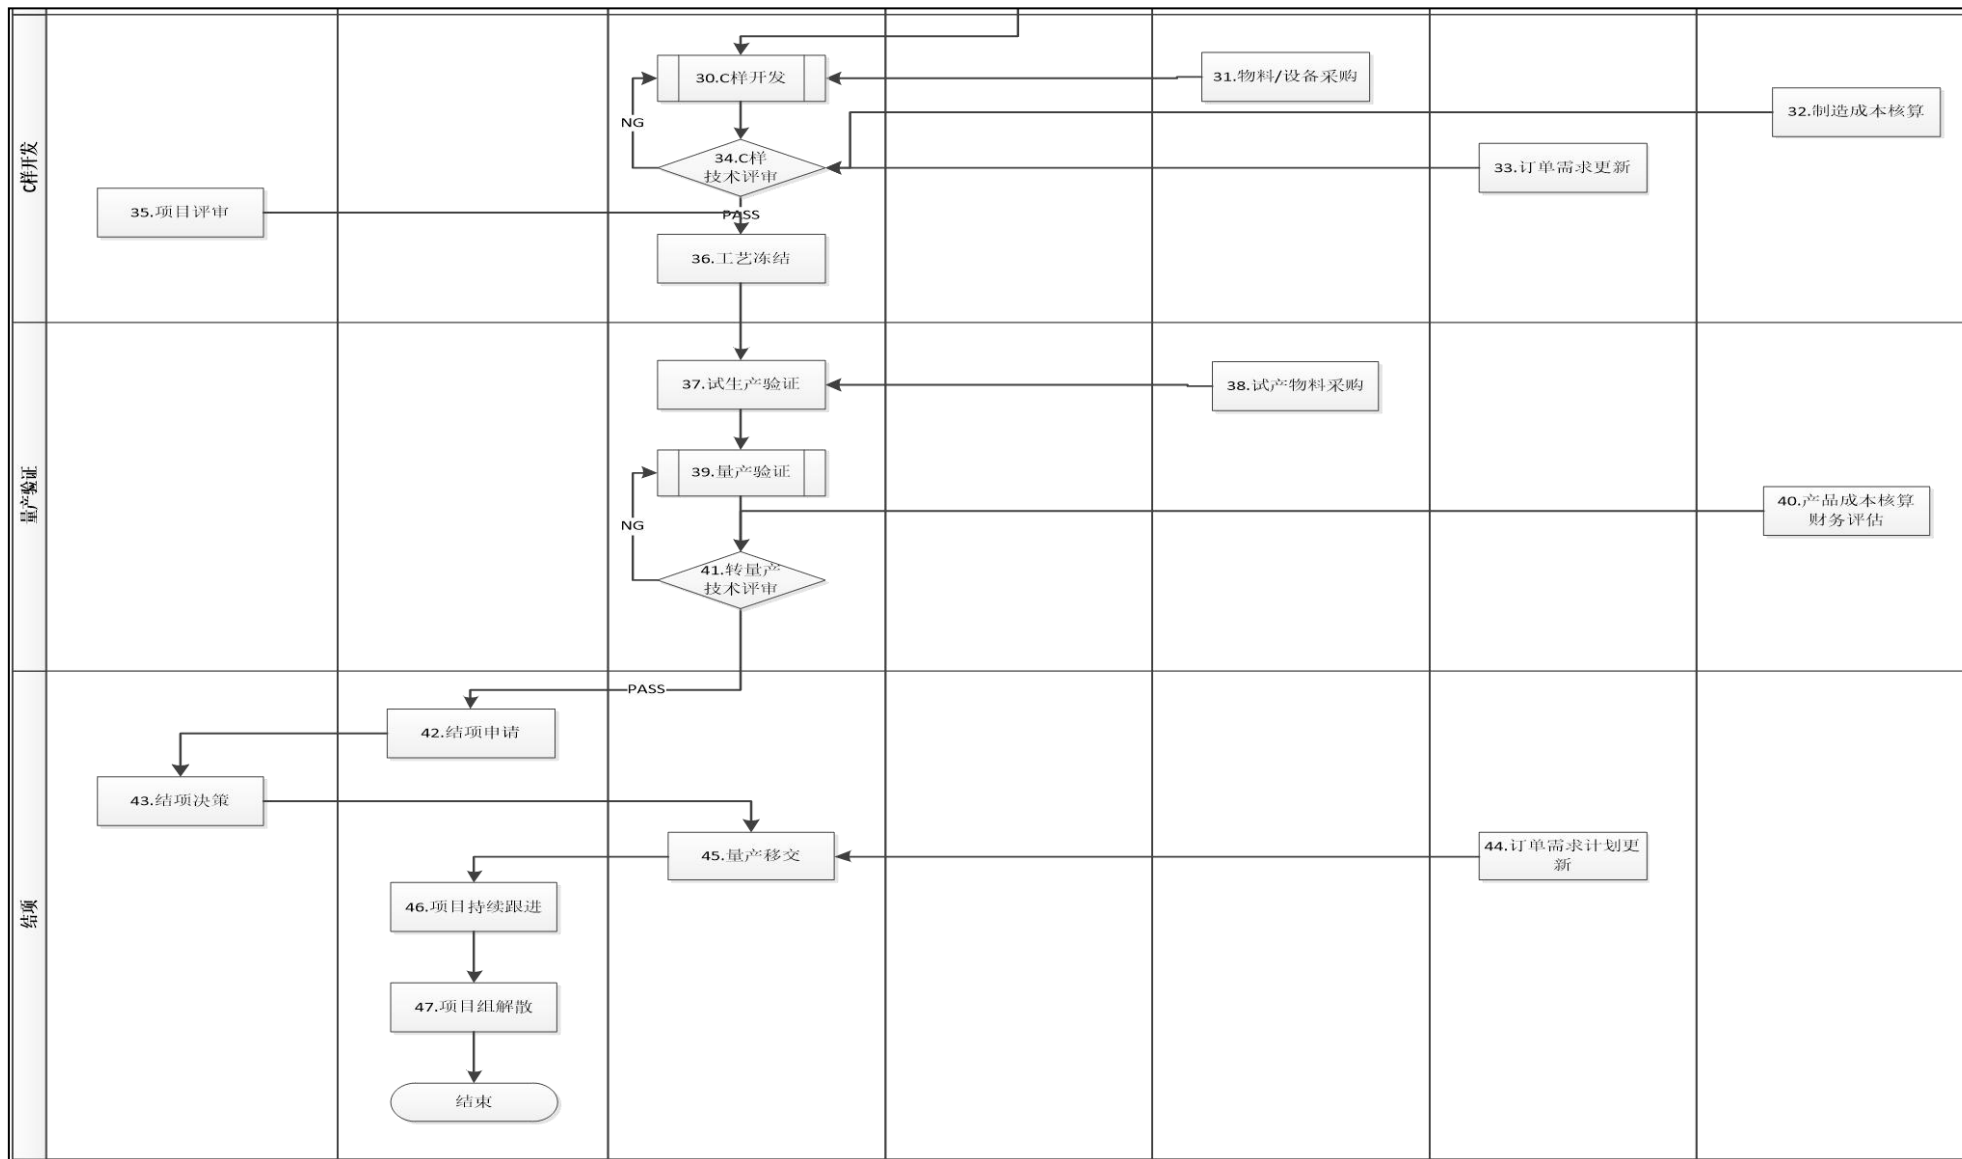 C样开发
30.C样开发
31.物料/设备采购
32.制造成本核算
NG
34.C样
技术评审
33.订单需求更新
35.项目评审
PASS
36.工艺冻结
量产验证
37.试生产验证
38.试产物料采购
39.量产验证
40.产品成本核算
财务评估
NG
41.转量产
技术评审
结项
PASS
42.结项申请
43.结项决策
45.量产移交
44.订单需求计划更
新
46.项目持续跟进
47.项目组解散
结束